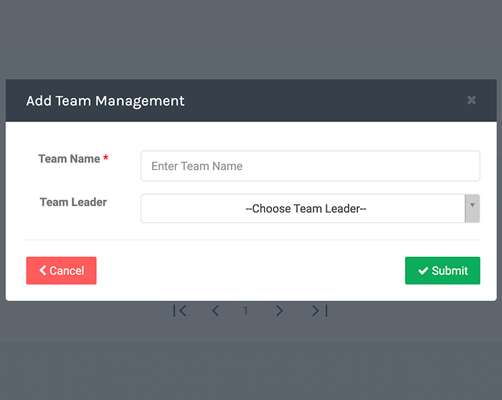 Add Team Management ×
Team Name *
Enter Team Name
Team Leader
--Choose Team Leader--
Cancel
Submit
1